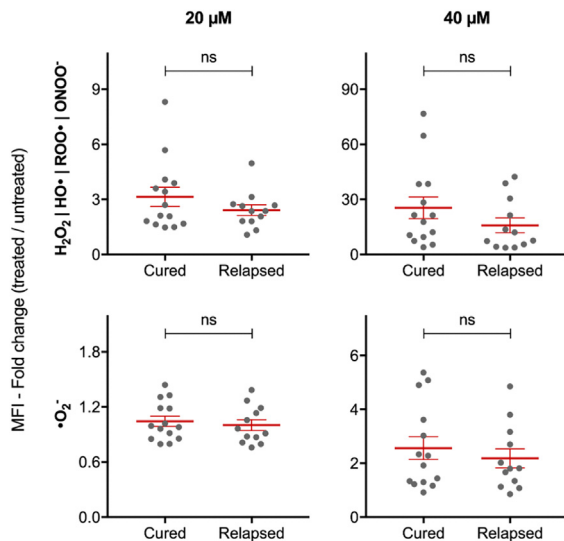 20 µM
40 µM
MFI - Fold change (treated / untreated)
H₂O₂ | HO• | ROO• | ONOO⁻
9
6
3
0
ns
Cured
Relapsed
90
60
30
0
ns
Cured
Relapsed
•O₂⁻
1.8
1.2
0.6
0.0
ns
Cured
Relapsed
6
4
2
0
ns
Cured
Relapsed